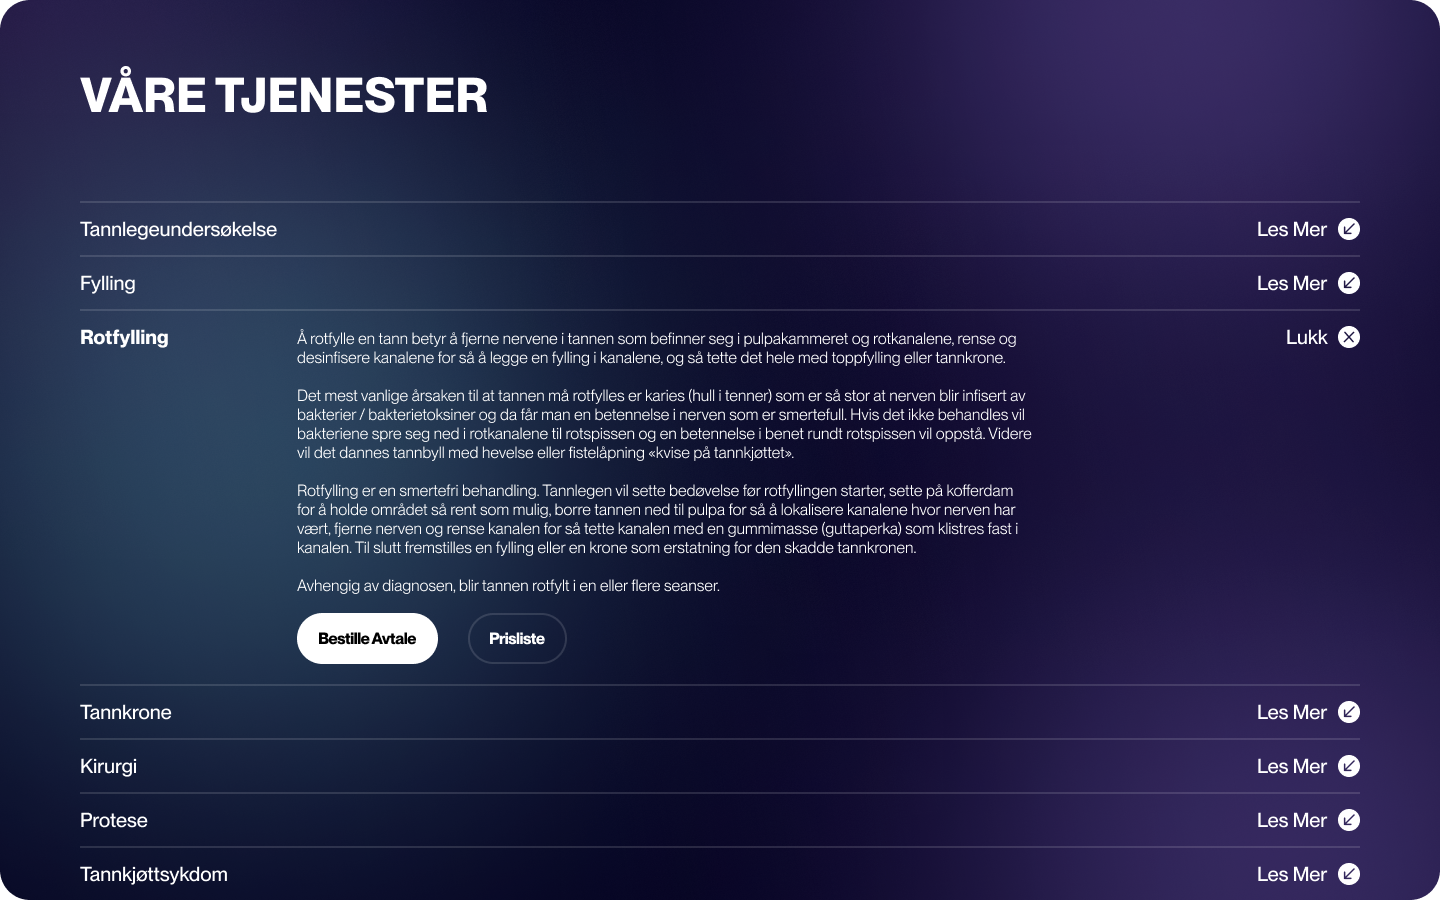 VÅRE TJENESTER
Tannlegeundersøkelse
Les Mer
Fylling
Les Mer
Rotfylling
Lukk
Å rotfylle en tann betyr å fjerne nervene i tannen som befinner seg i pulpakammeret og rotkanalene, rense og
desinfisere kanalene for så å legge en fylling i kanalene, og så tette det hele med toppfylling eller tannkrone.
Det mest vanlige årsaken til at tannen må rotfylles er karies (hull i tenner) som er så stor at nerven blir infisert av
bakterier / bakterietoksiner og da får man en betennelse i nerven som er smertefull. Hvis det ikke behandles vil
bakteriene spre seg ned i rotkanalene til rotspissen og en betennelse i benet rundt rotspissen vil oppstå. Videre
vil det dannes tannbyll med hevelse eller fistelåpning «kvise på tannkjøttet».
Rotfylling er en smertefri behandling. Tannlegen vil sette bedøvelse før rotfyllingen starter, sette på kofferdam
for å holde området så rent som mulig, borre tannen ned til pulpa for så å lokalisere kanalene hvor nerven har
vært, fjerne nerven og rense kanalen for så tette kanalen med en gummimasse (guttaperka) som klistres fast i
kanalen. Til slutt fremstilles en fylling eller en krone som erstatning for den skadde tannkronen.
Avhengig av diagnosen, blir tannen rotfylt i en eller flere seanser.
Bestille Avtale
Prisliste
Tannkrone
Les Mer
Kirurgi
Les Mer
Protese
Les Mer
Tannkjøttsykdom
Les Mer